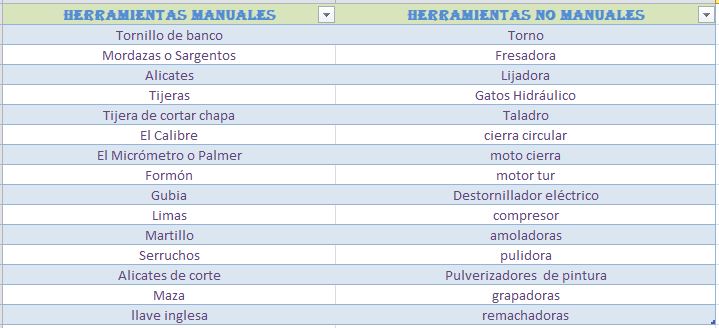 HERRAMIENTAS MANUALES HERRAMIENTAS NO MANUALES
Tornillo de banco Torno
Mordazas o Sargentos Fresadora
Alicates Lijadora
Tijeras Gatos Hidráulico
Tijera de cortar chapa Taladro
El Calibre cierra circular
El Micrómetro o Palmer moto cierra
Formón motor tur
Gubia Destornillador eléctrico
Limas compresor
Martillo amoladoras
Serruchos pulidora
Alicates de corte Pulverizadores de pintura
Maza grapadoras
llave inglesa remachadoras